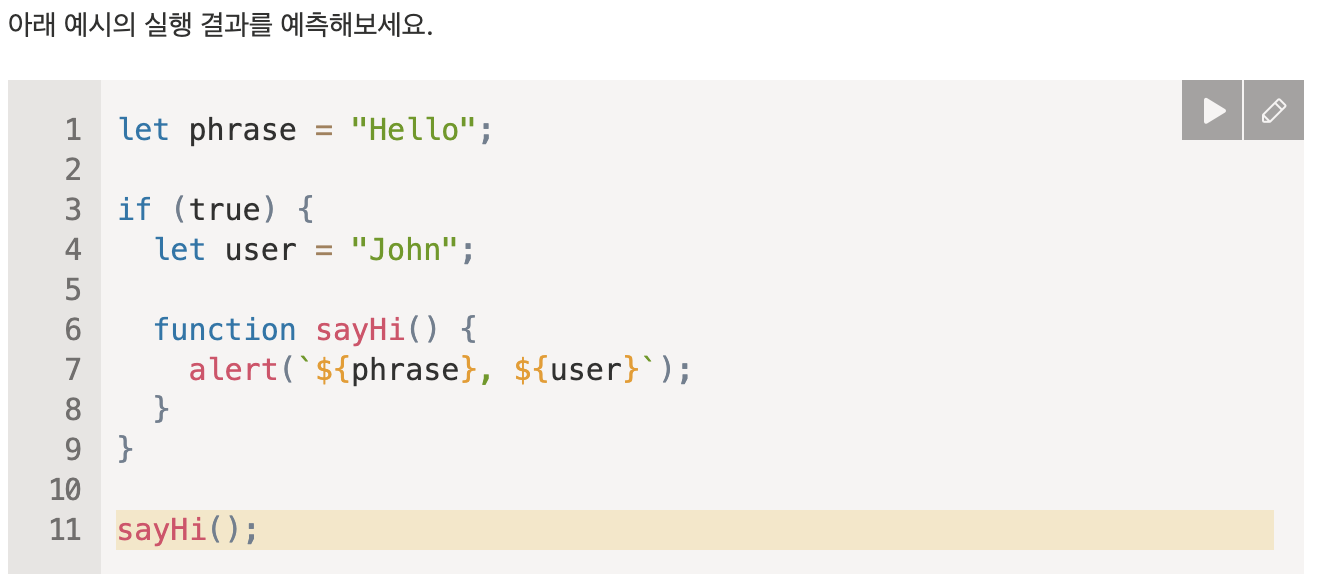 아래 예시의 실행 결과를 예측해보세요.
1 let phrase = "Hello";
2
3 if (true) {
4   let user = "John";
5
6   function sayHi() {
7     alert(`${phrase}, ${user}`);
8   }
9 }
10
11 sayHi();